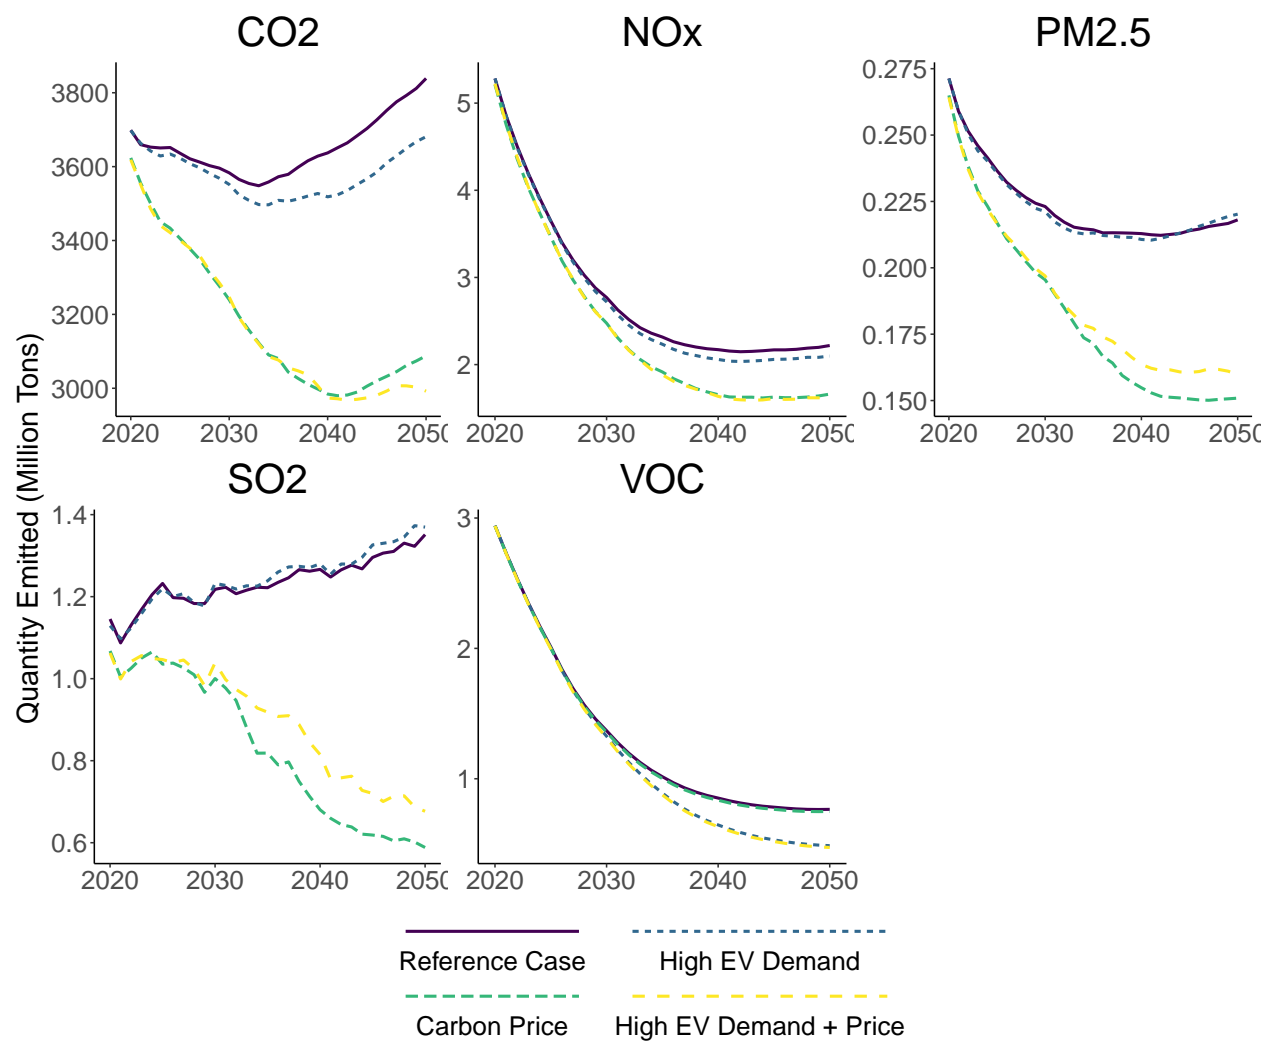 CO2
NOx
PM2.5
3800
3600
3400
3200
3000
2020 2030 2040 2050
5
4
3
2
2020 2030 2040 2050
0.275
0.250
0.225
0.200
0.175
0.150
2020 2030 2040 2050
Quantity Emitted (Million Tons)
SO2
VOC
1.4
1.2
1.0
0.8
0.6
2020 2030 2040 2050
3
2
1
2020 2030 2040 2050
Reference Case
High EV Demand
Carbon Price
High EV Demand + Price